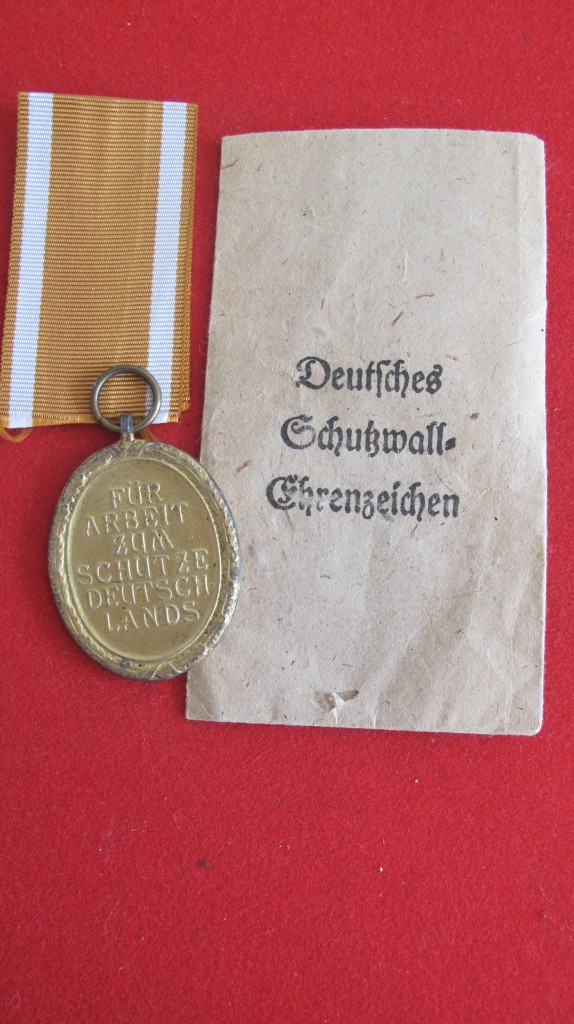 FÜR
ARBEIT
ZUM
SCHUTZE
DEUTSCH
LANDS
Deutſches
Schutzwall-
Ehrenzeichen